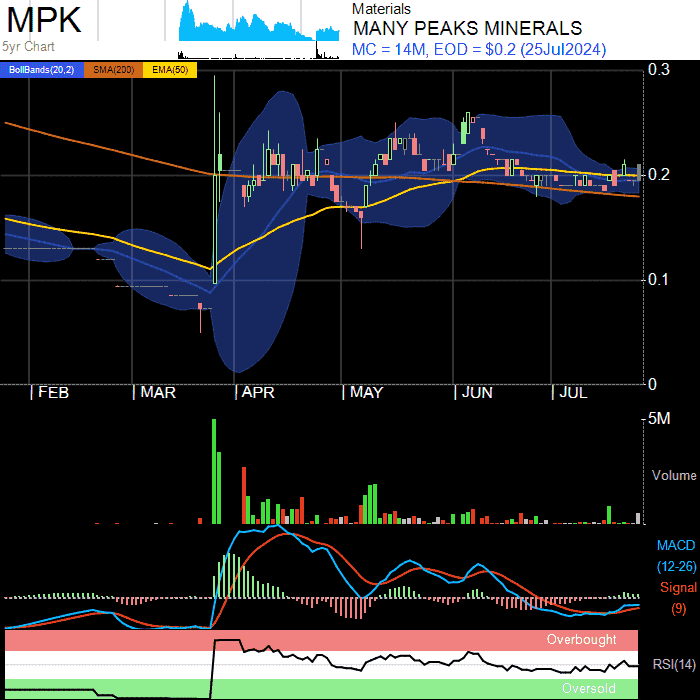 MPK
5yr Chart
Materials
MANY PEAKS MINERALS
MC = 14M, EOD = $0.2 (25Jul2024)
BollBands(20,2) SMA(200) EMA(50)
0.3
0.2
0.1
0
FEB MAR APR MAY JUN JUL
5M
Volume
MACD
(12-26)
Signal
(9)
Overbought
RSI(14)
Oversold